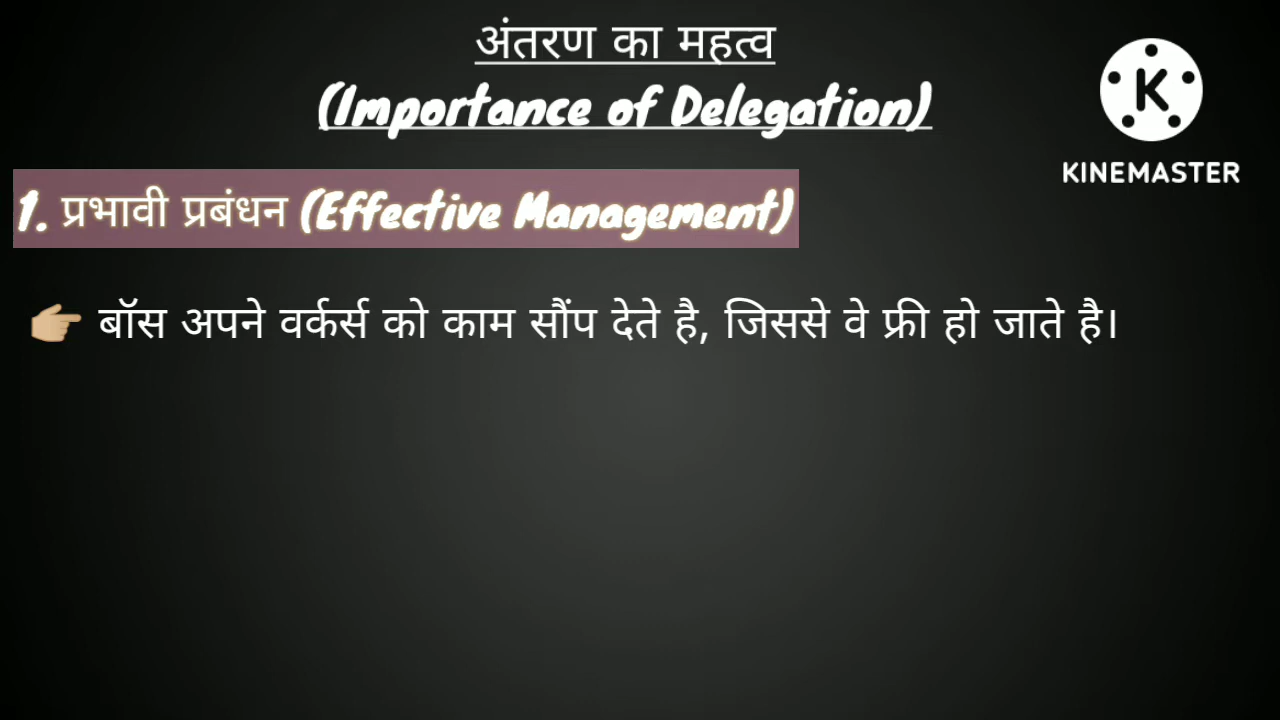 अंतरण का महत्व
(Importance of Delegation)
KINEMASTER
1. प्रभावी प्रबंधन (Effective Management)
👉🏼 बॉस अपने वर्कर्स को काम सौंप देते है, जिससे वे फ्री हो जाते है।